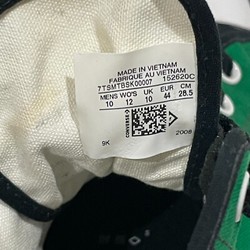 MADE IN VIETNAM
FABRIQUE AU VIETNAM
7TSMTBSK00007 152620C
MENS WO'S UK EUR CM
10 12 10 44 28.5
CONVERSE
9K 2008